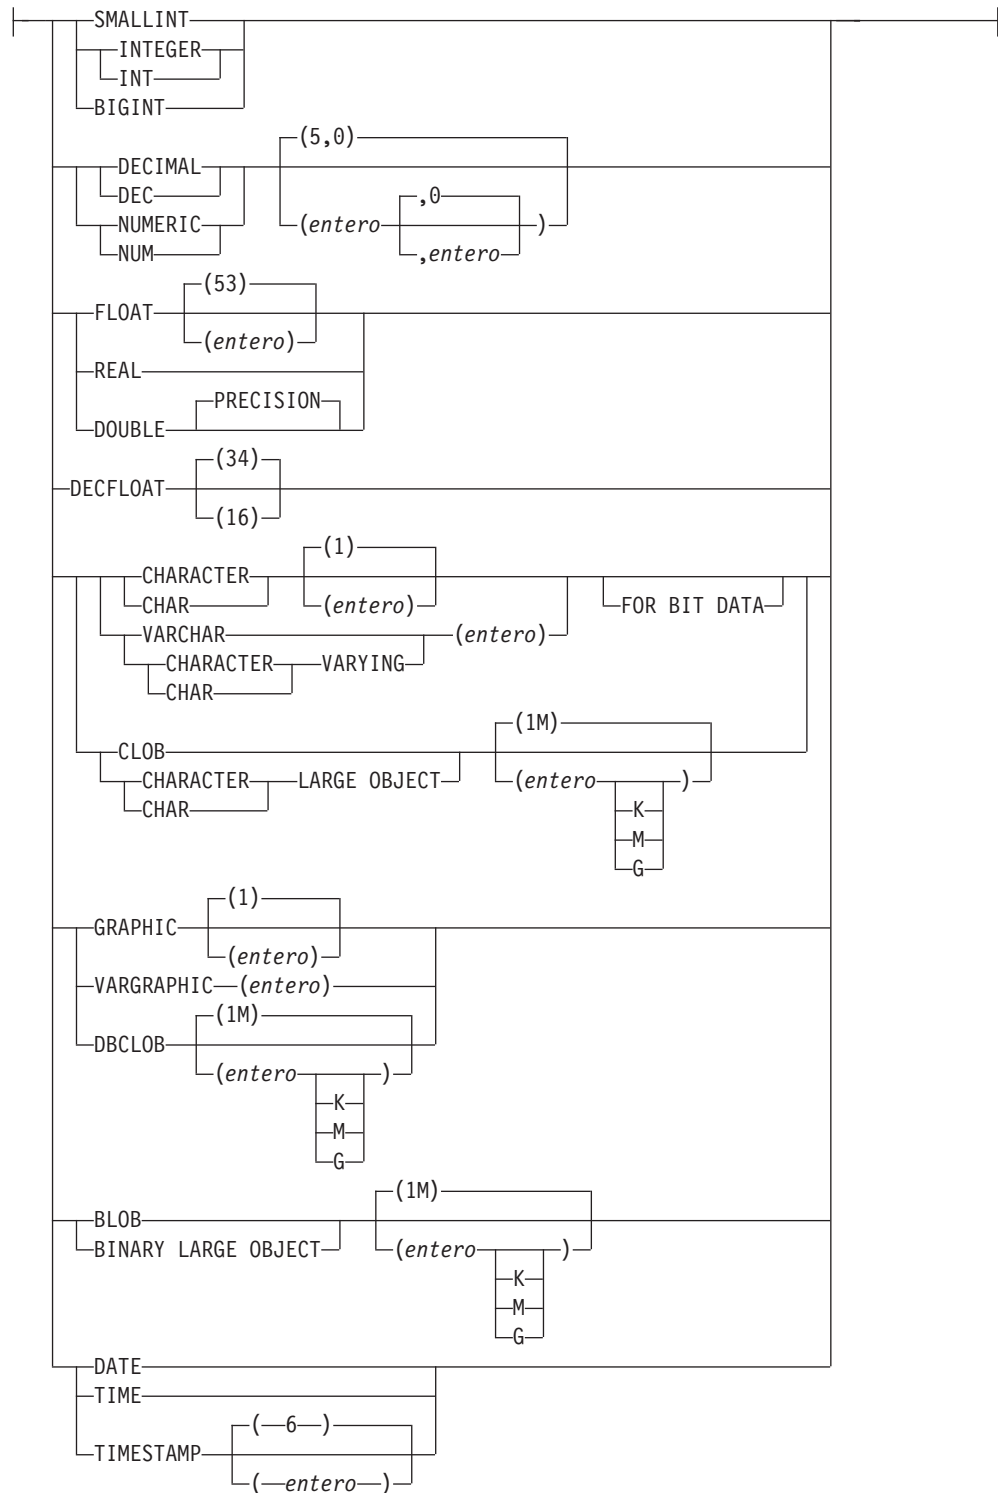 SMALLINT
INTEGER
INT
BIGINT
(5,0)
DECIMAL
DEC
,0
NUMERIC
(entero )
NUM
,entero
(53)
FLOAT
(entero)
REAL
PRECISION
DOUBLE
(34)
DECFLOAT
(16)
(1)
CHARACTER
CHAR
(entero)
FOR BIT DATA
VARCHAR
(entero)
CHARACTER VARYING
CHAR
(1M)
CLOB
CHARACTER LARGE OBJECT
(entero )
CHAR
K
M
G
(1)
GRAPHIC
(entero)
VARGRAPHIC (entero)
(1M)
DBCLOB
(entero )
K
M
G
(1M)
BLOB
BINARY LARGE OBJECT
(entero )
K
M
G
DATE
TIME
( 6 )
TIMESTAMP
( entero )